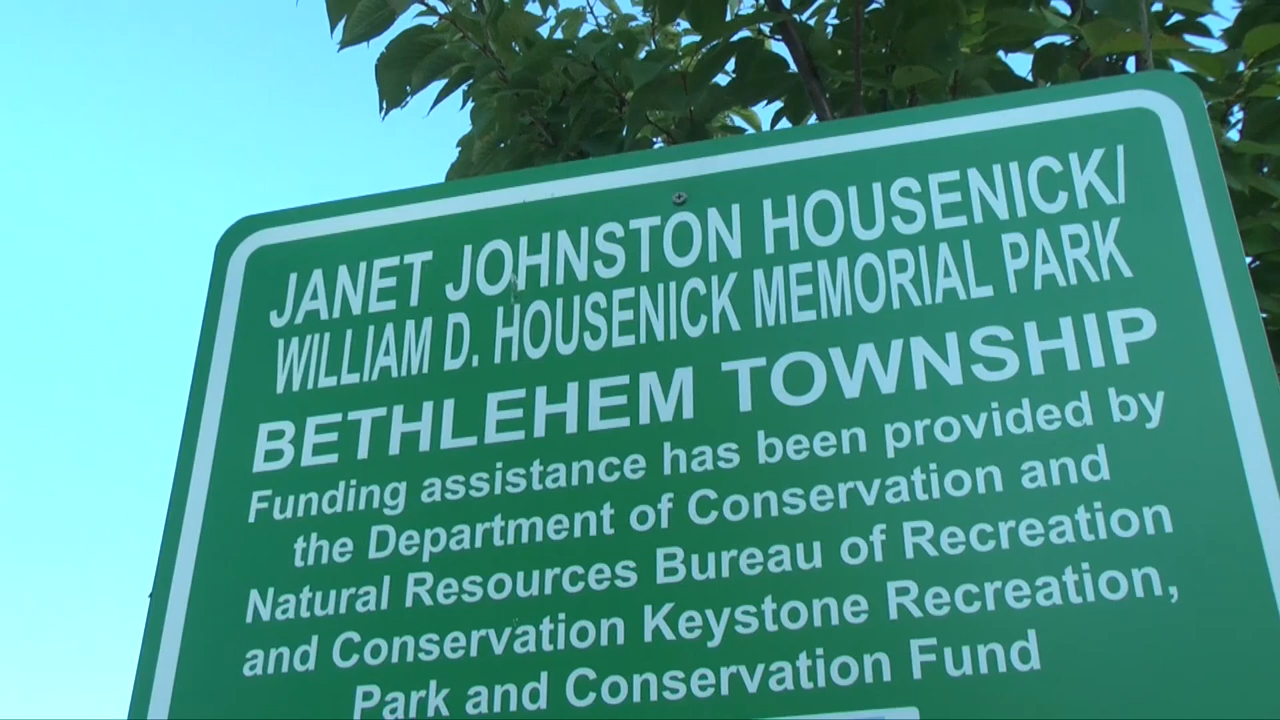 JANET JOHNSTON HOUSENICK/
WILLIAM D. HOUSENICK MEMORIAL PARK
BETHLEHEM TOWNSHIP
Funding assistance has been provided by
the Department of Conservation and
Natural Resources Bureau of Recreation
and Conservation Keystone Recreation,
Park and Conservation Fund